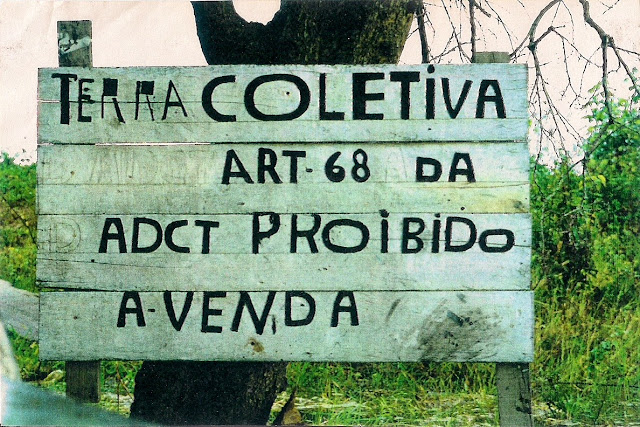 TERRA COLETiVA
ART-68 DA
ADCT PROiBiDO
A-VENDA